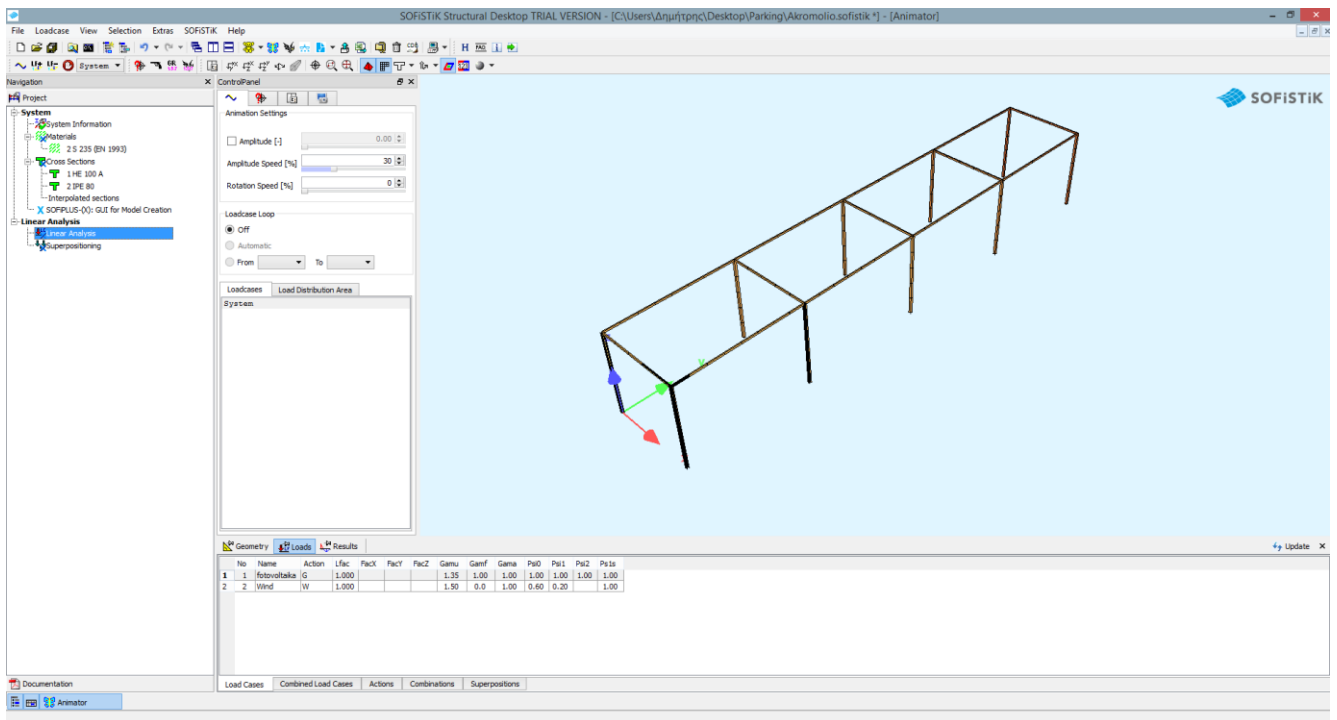 SOFiSTiK Structural Desktop TRIAL VERSION - [C:\Users\Δημήτρης\Desktop\Parking\Akromolio.sofistik *] - [Animator]
File Loadcase View Selection Extras SOFiSTiK Help
H FAQ
System
Navigation
ControlPanel
Project
System
System Information
Materials
2 S 235 (EN 1993)
Cross Sections
1 HE 100 A
2 IPE 80
Interpolated sections
SOFiPLUS-(X): GUI for Model Creation
Linear Analysis
Linear Analysis
Superpositioning
Animation Settings
Amplitude [-] 0.00
Amplitude Speed [%] 30
Rotation Speed [%] 0
Loadcase Loop
Off
Automatic
From To
Loadcases Load Distribution Area
System
SOFiSTiK
Y
Geometry Loads Results Update
No Name Action Lfac FacX FacY FacZ Gamu Gamf Gama Psi0 Psi1 Psi2 Ps1s
1 1 fotovoltaika G 1.000 1.35 1.00 1.00 1.00 1.00 1.00 1.00
2 2 Wind W 1.000 1.50 0.0 1.00 0.60 0.20 1.00
Load Cases Combined Load Cases Actions Combinations Superpositions
Documentation
Animator